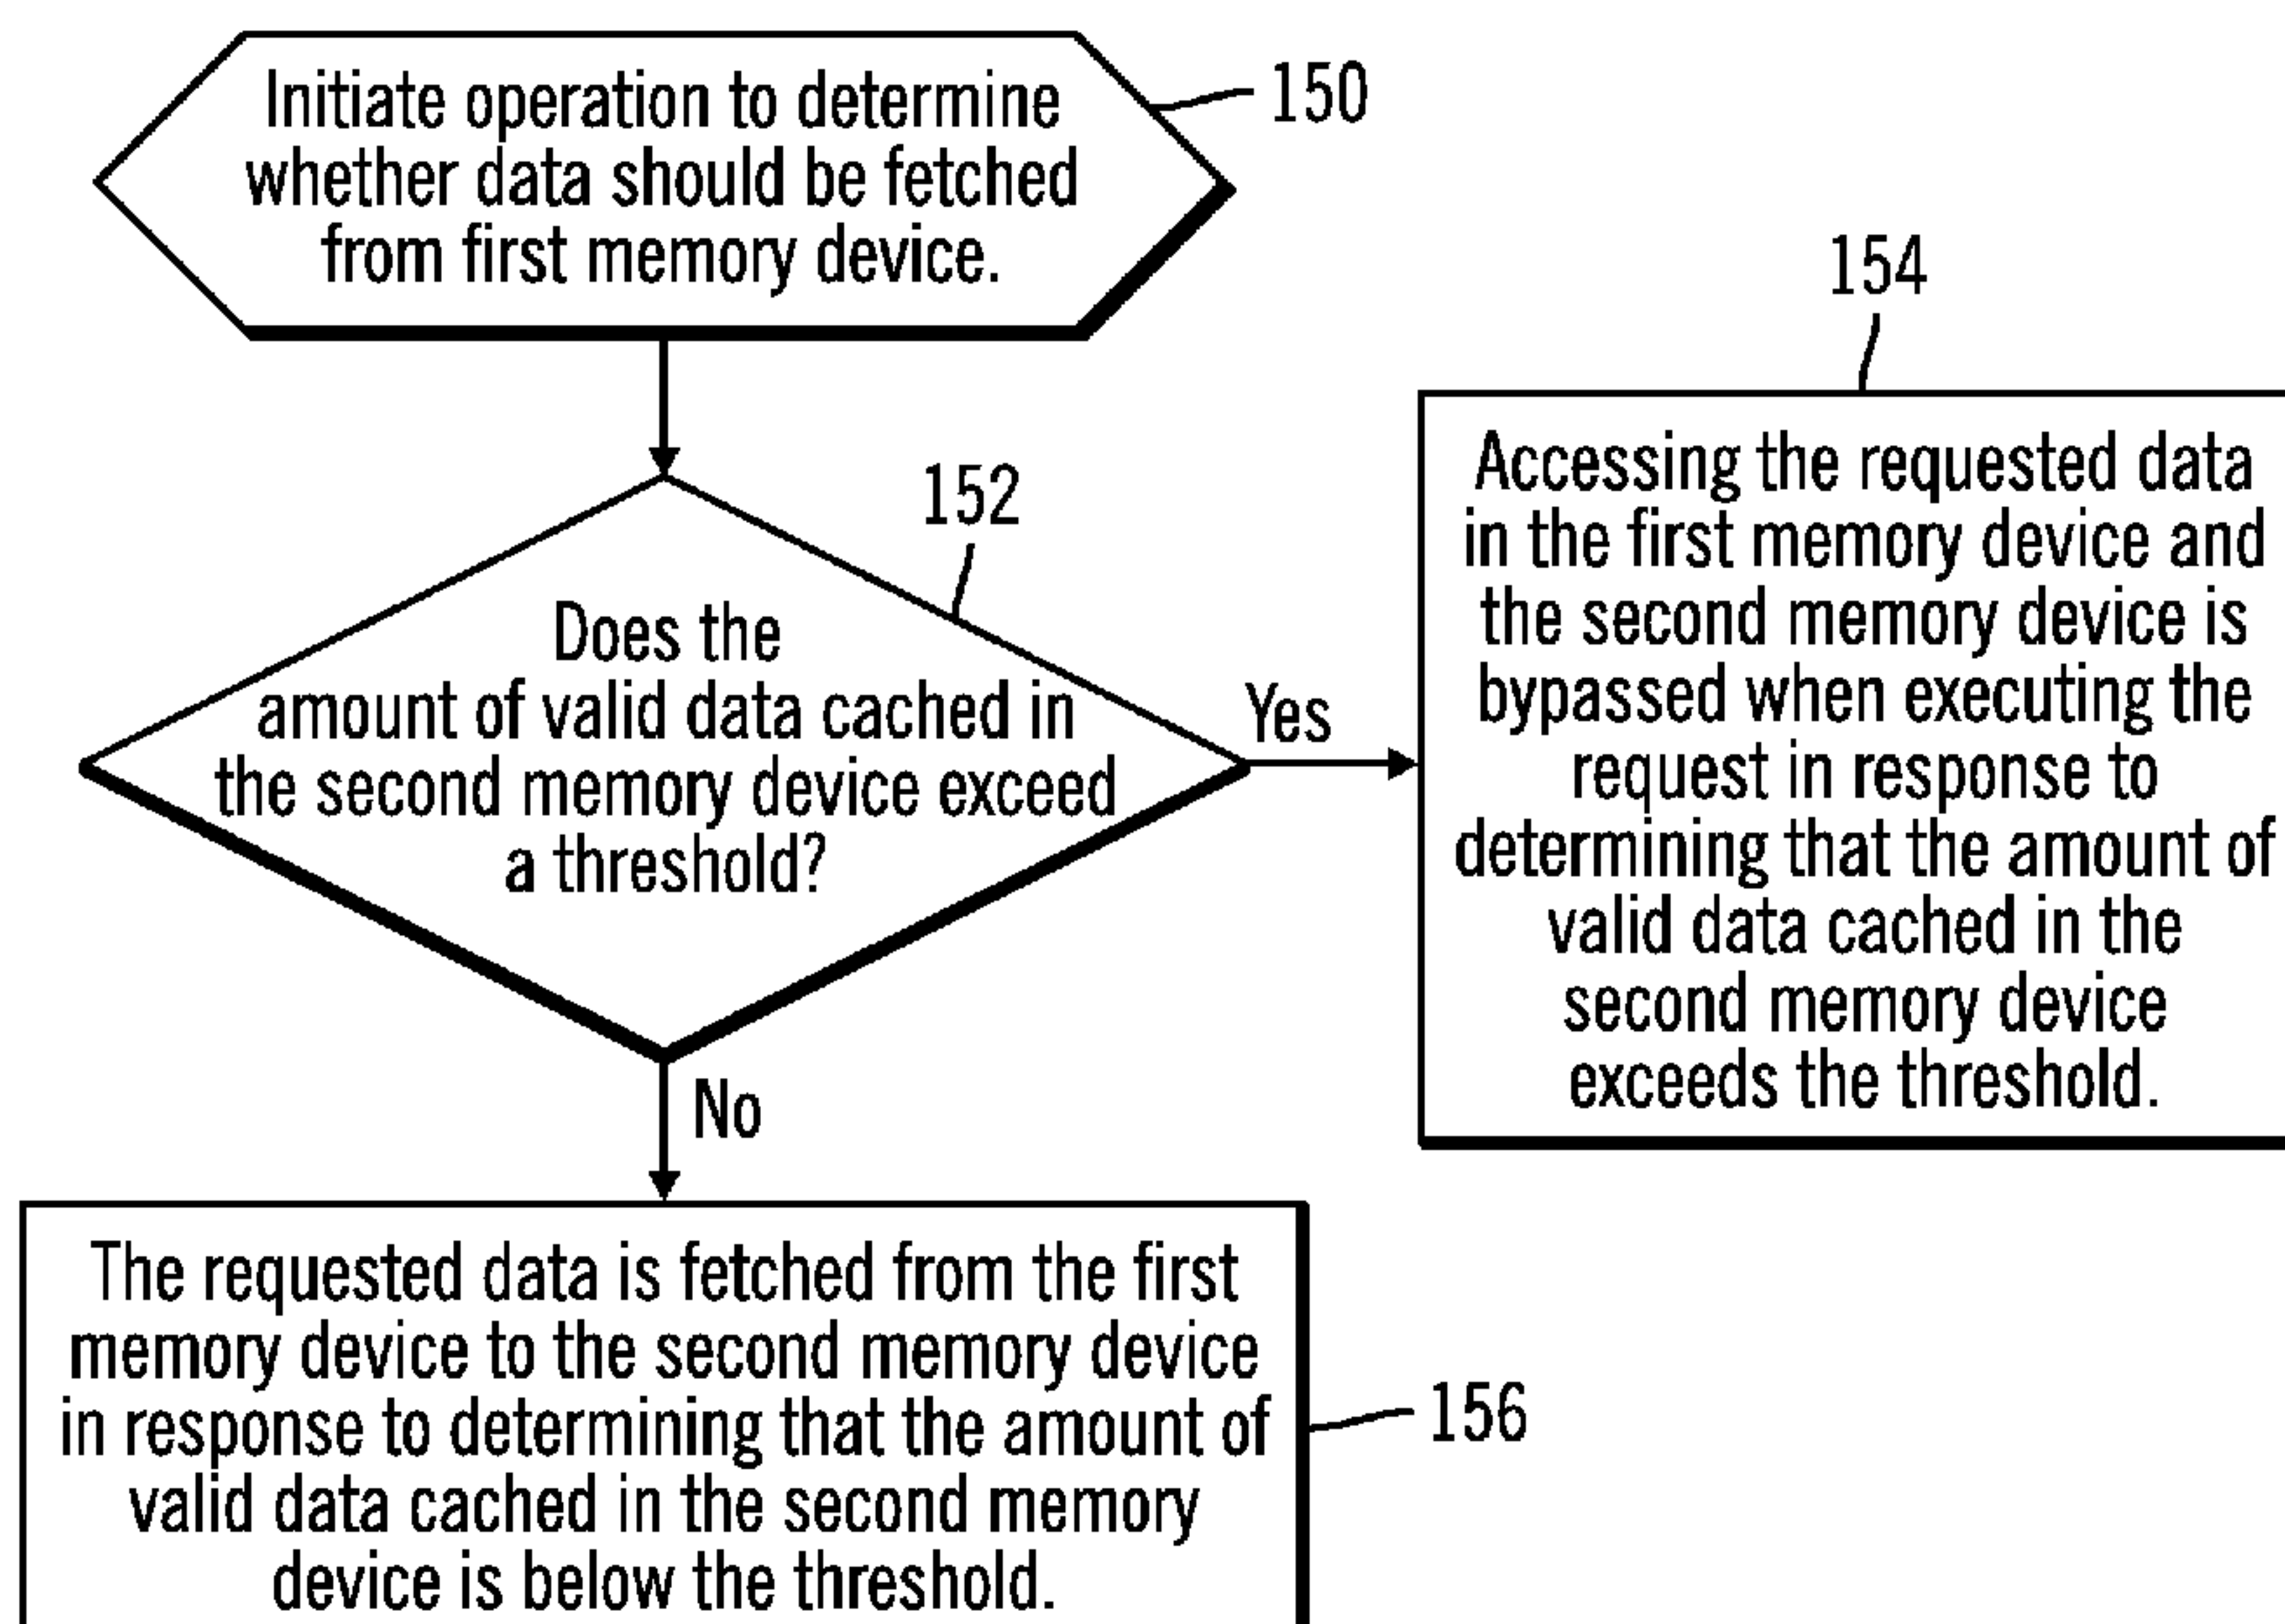 Initiate operation to determine
whether data should be fetched
from first memory device.
150
152
Does the
amount of valid data cached in
the second memory device exceed
a threshold?
Yes
154
Accessing the requested data
in the first memory device and
the second memory device is
bypassed when executing the
request in response to
determining that the amount of
valid data cached in the
second memory device
exceeds the threshold.
No
The requested data is fetched from the first
memory device to the second memory device
in response to determining that the amount of
valid data cached in the second memory
device is below the threshold.
156